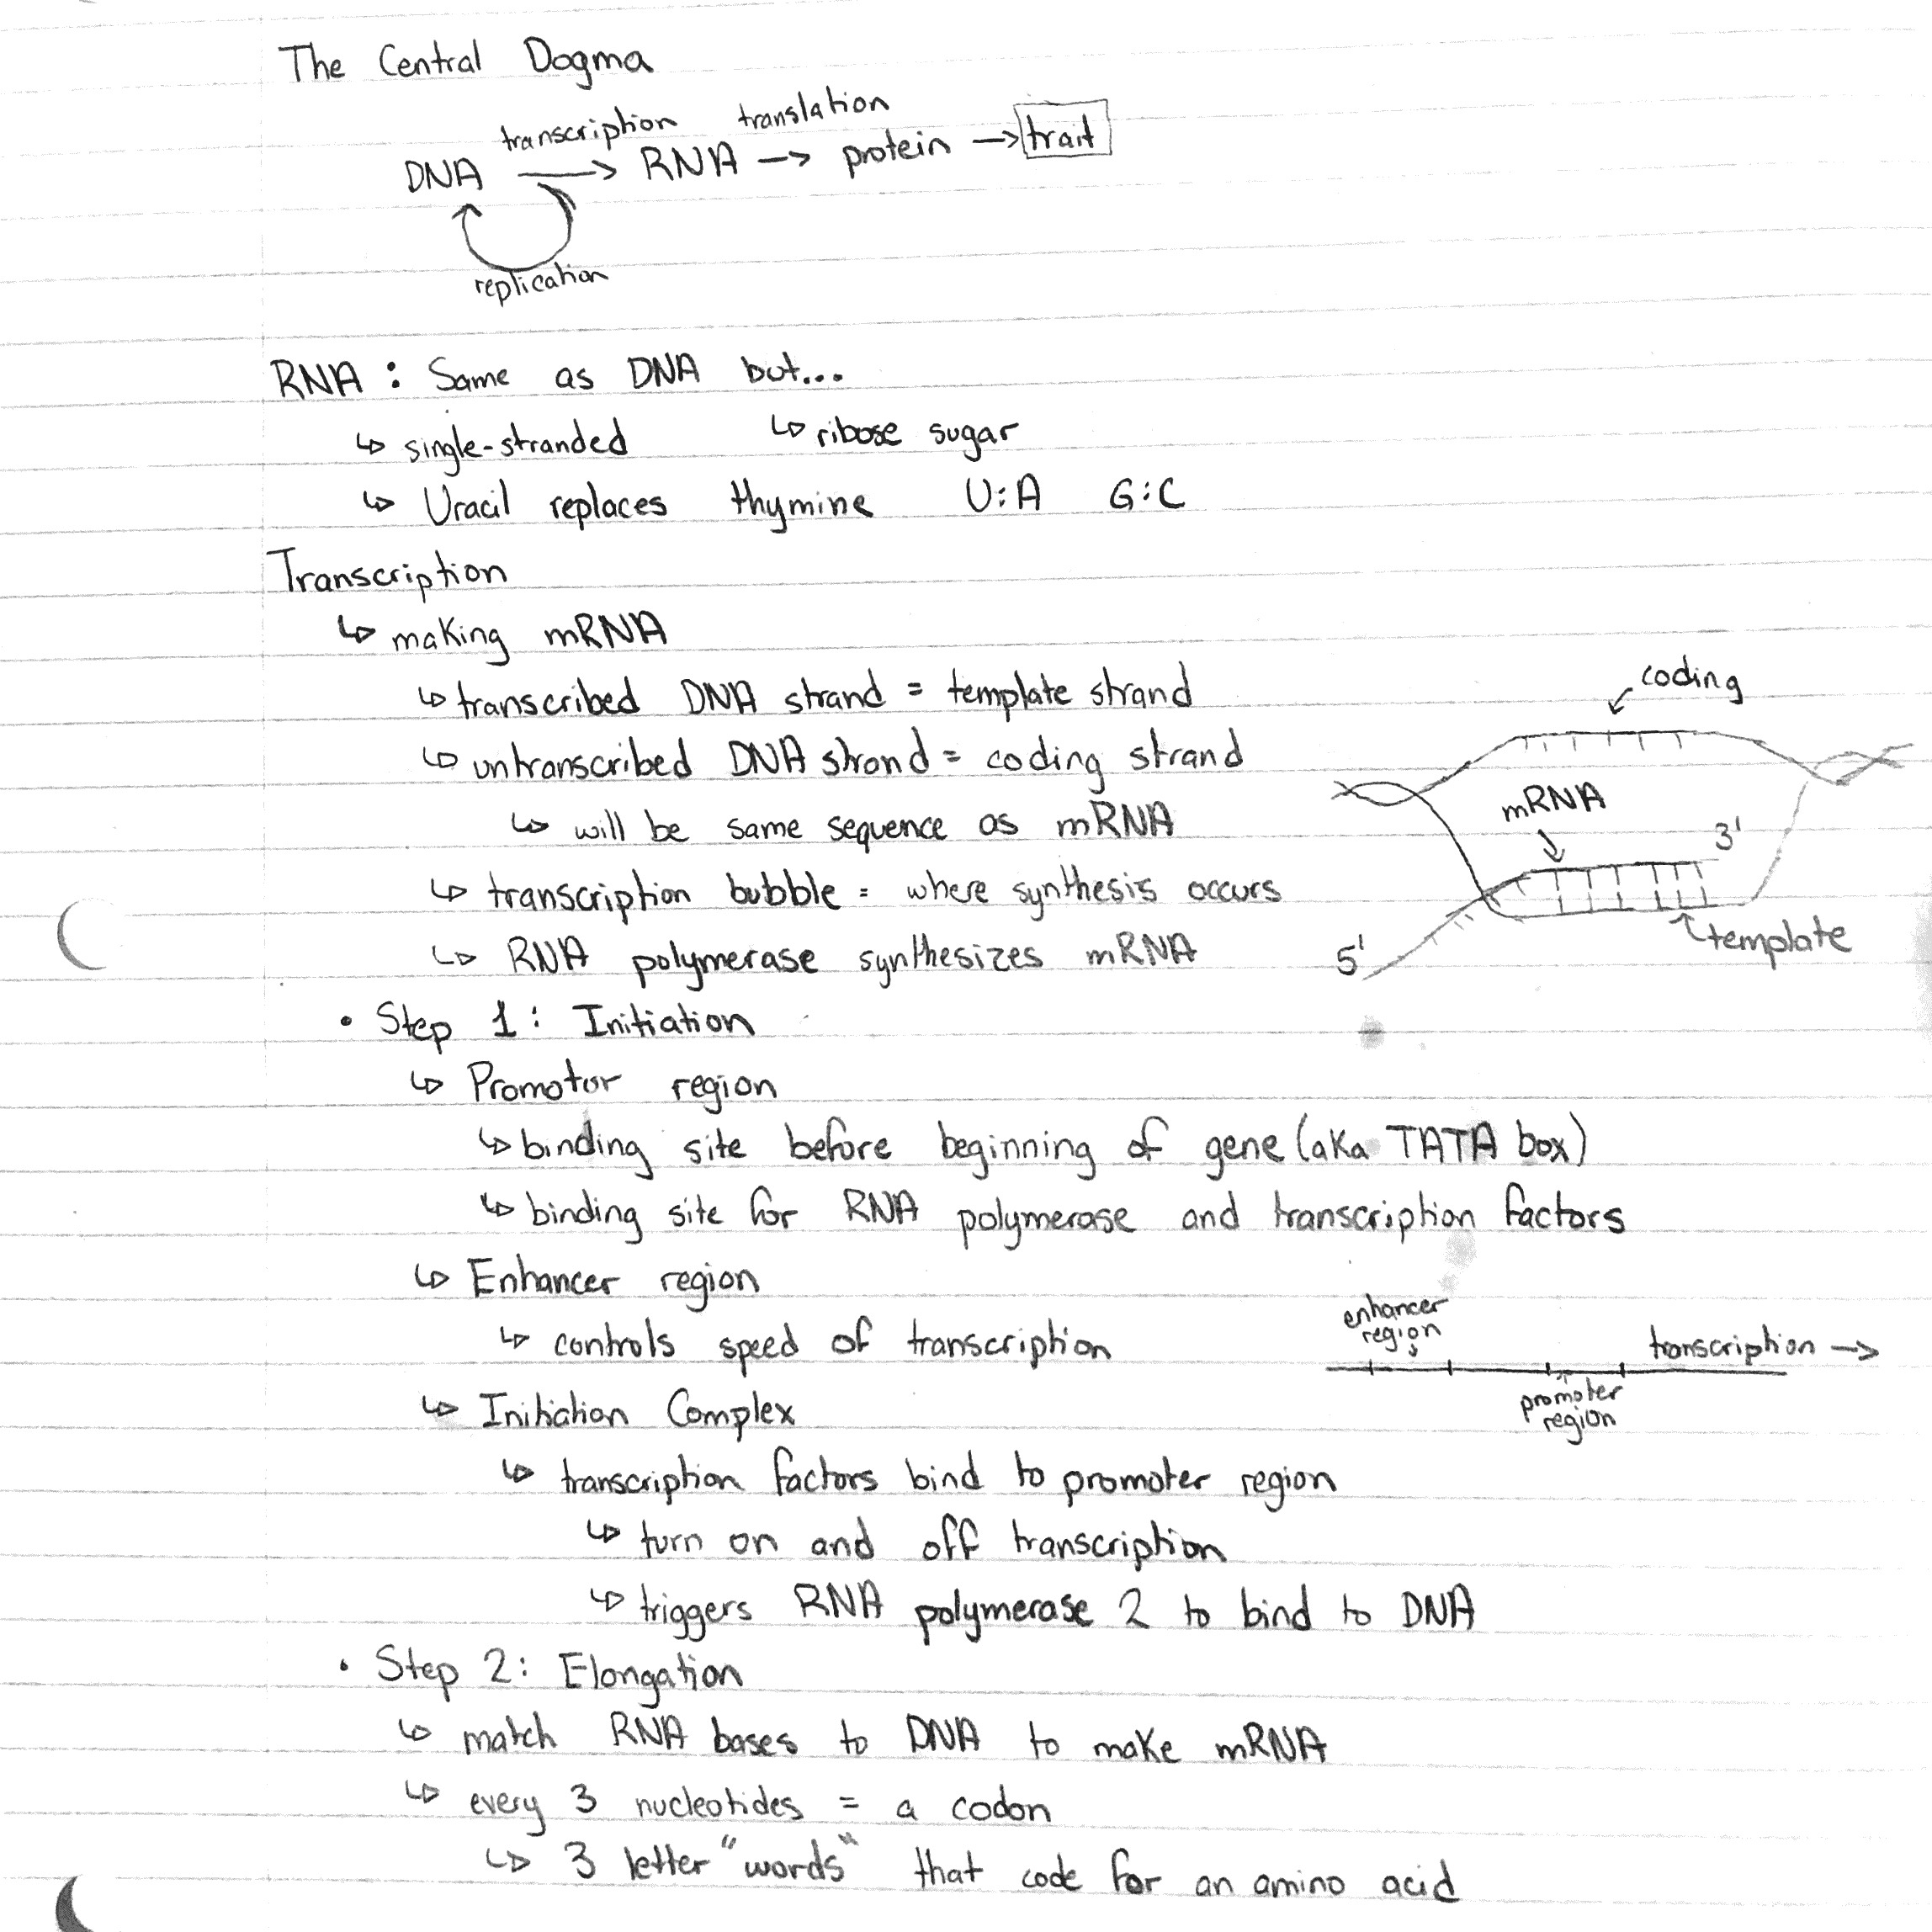 The Central Dogma
transcription translation
DNA → RNA → protein → trait
replication
RNA : Same as DNA but...
↳ single-stranded ↳ ribose sugar
↳ Uracil replaces thymine U:A G:C
Transcription
↳ making mRNA
↳ transcribed DNA strand = template strand
↳ untranscribed DNA strand = coding strand
↳ will be same sequence as mRNA
↳ transcription bubble = where synthesis occurs
↳ RNA polymerase synthesizes mRNA
coding
mRNA
3'
5'
template
• Step 1: Initiation
↳ Promotor region
↳ binding site before beginning of gene (aka TATA box)
↳ binding site for RNA polymerase and transcription factors
↳ Enhancer region
↳ controls speed of transcription
enhancer
region
transcription →
promoter
region
↳ Initiation Complex
↳ transcription factors bind to promoter region
↳ turn on and off transcription
↳ triggers RNA polymerase 2 to bind to DNA
• Step 2: Elongation
↳ match RNA bases to DNA to make mRNA
↳ every 3 nucleotides = a codon
↳ 3 letter "words" that code for an amino acid